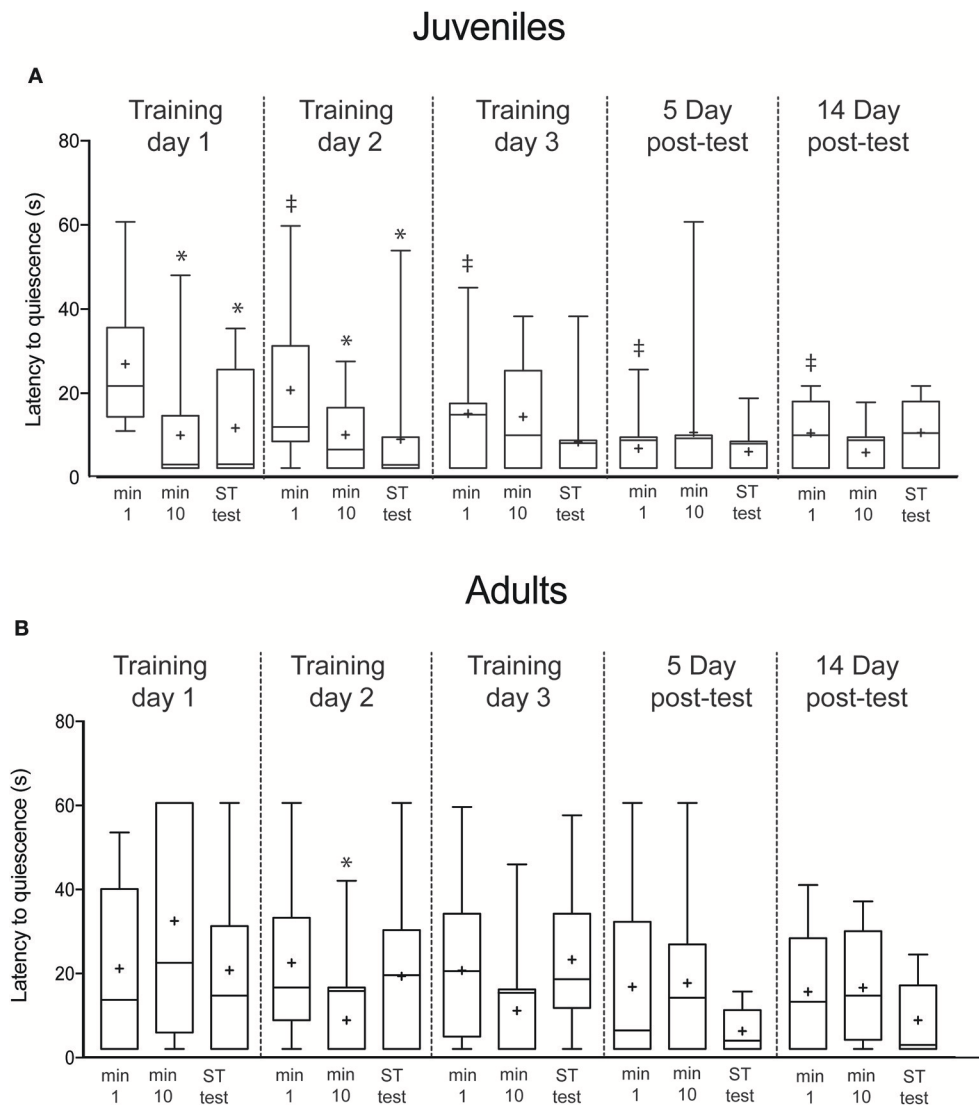 Juveniles
A
Training Training Training 5 Day 14 Day
day 1 day 2 day 3 post-test post-test
Latency to quiescence (s)
80
60
40
20
0
* * ‡ * * ‡ ‡ ‡
min min ST min min ST min min ST min min ST min min ST
1 10 test 1 10 test 1 10 test 1 10 test 1 10 test
Adults
B
Training Training Training 5 Day 14 Day
day 1 day 2 day 3 post-test post-test
Latency to quiescence (s)
80
60
40
20
0
*
min min ST min min ST min min ST min min ST min min ST
1 10 test 1 10 test 1 10 test 1 10 test 1 10 test